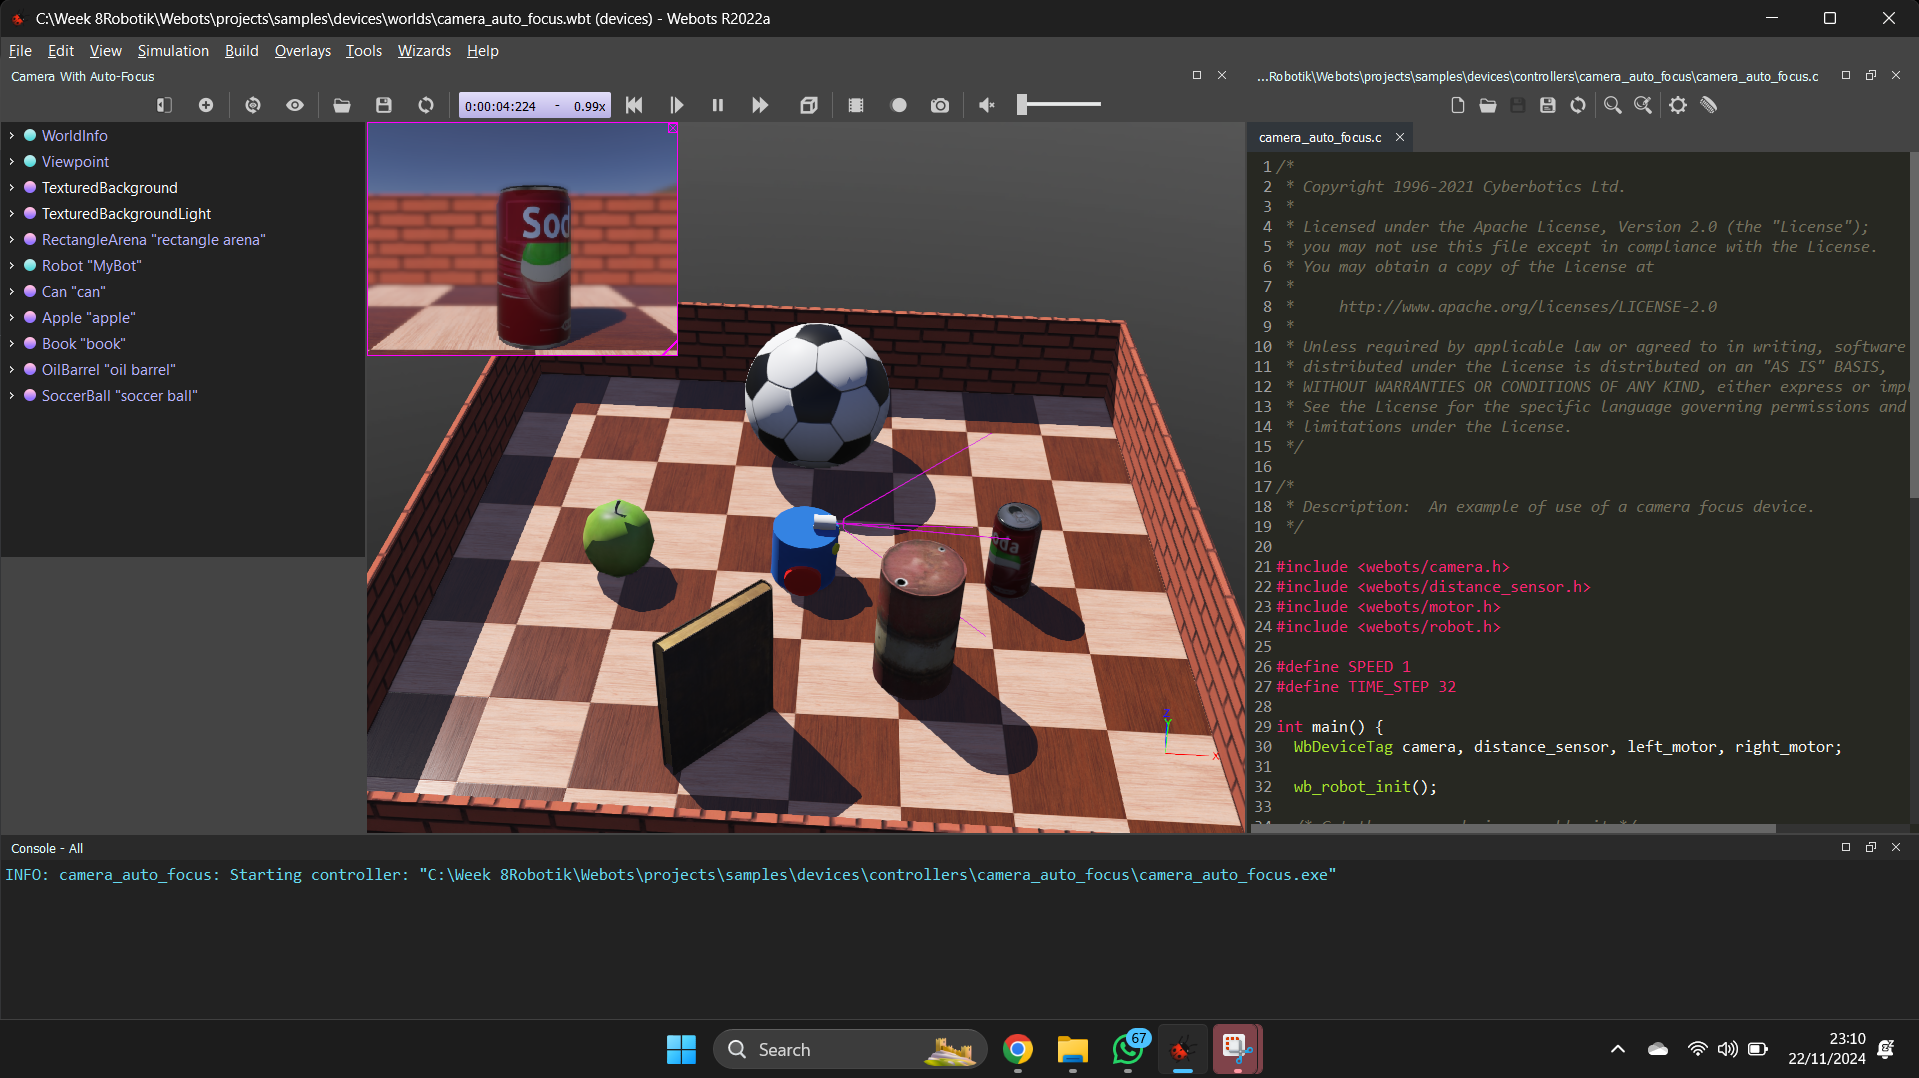 C:\Week 8Robotik\Webots\projects\samples\devices\worlds\camera_auto_focus.wbt (devices) - Webots R2022a
File Edit View Simulation Build Overlays Tools Wizards Help
Camera With Auto-Focus
0:00:04:224 - 0.99x
WorldInfo
Viewpoint
TexturedBackground
TexturedBackgroundLight
RectangleArena "rectangle arena"
Robot "MyBot"
Can "can"
Apple "apple"
Book "book"
OilBarrel "oil barrel"
SoccerBall "soccer ball"
Sod
oda
Z
Y
X
...Robotik\Webots\projects\samples\devices\controllers\camera_auto_focus\camera_auto_focus.c
camera_auto_focus.c
1 /*
2 * Copyright 1996-2021 Cyberbotics Ltd.
3 *
4 * Licensed under the Apache License, Version 2.0 (the "License");
5 * you may not use this file except in compliance with the License.
6 * You may obtain a copy of the License at
7 *
8 * http://www.apache.org/licenses/LICENSE-2.0
9 *
10 * Unless required by applicable law or agreed to in writing, software
11 * distributed under the License is distributed on an "AS IS" BASIS,
12 * WITHOUT WARRANTIES OR CONDITIONS OF ANY KIND, either express or impl
13 * See the License for the specific language governing permissions and
14 * limitations under the License.
15 */
16
17 /*
18 * Description: An example of use of a camera focus device.
19 */
20
21 #include <webots/camera.h>
22 #include <webots/distance_sensor.h>
23 #include <webots/motor.h>
24 #include <webots/robot.h>
25
26 #define SPEED 1
27 #define TIME_STEP 32
28
29 int main() {
30 WbDeviceTag camera, distance_sensor, left_motor, right_motor;
31
32 wb_robot_init();
33
Console - All
INFO: camera_auto_focus: Starting controller: "C:\Week 8Robotik\Webots\projects\samples\devices\controllers\camera_auto_focus\camera_auto_focus.exe"
Search
67
23:10
22/11/2024